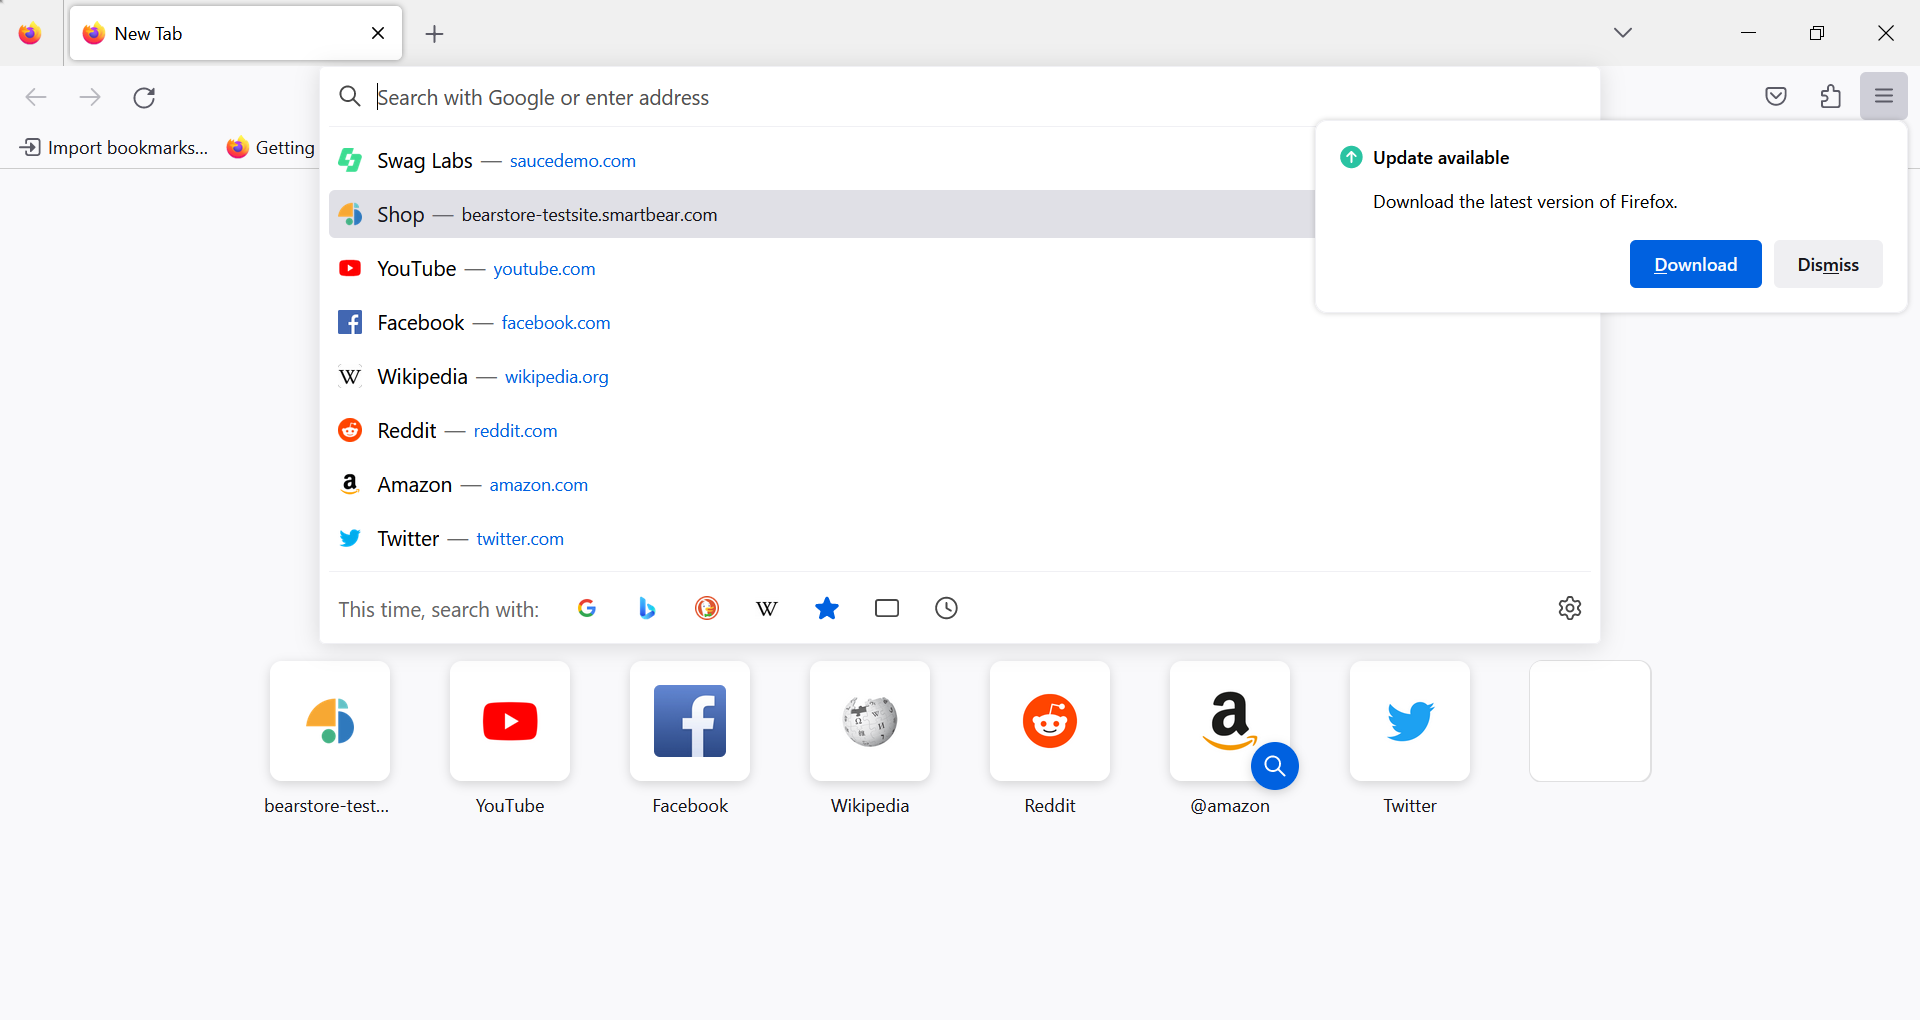 New Tab
Search with Google or enter address
Import bookmarks... Getting
Swag Labs — saucedemo.com
Shop — bearstore-testsite.smartbear.com
YouTube — youtube.com
Facebook — facebook.com
Wikipedia — wikipedia.org
Reddit — reddit.com
Amazon — amazon.com
Twitter — twitter.com
This time, search with:
Update available
Download the latest version of Firefox.
Download Dismiss
bearstore-test... YouTube Facebook Wikipedia Reddit @amazon Twitter